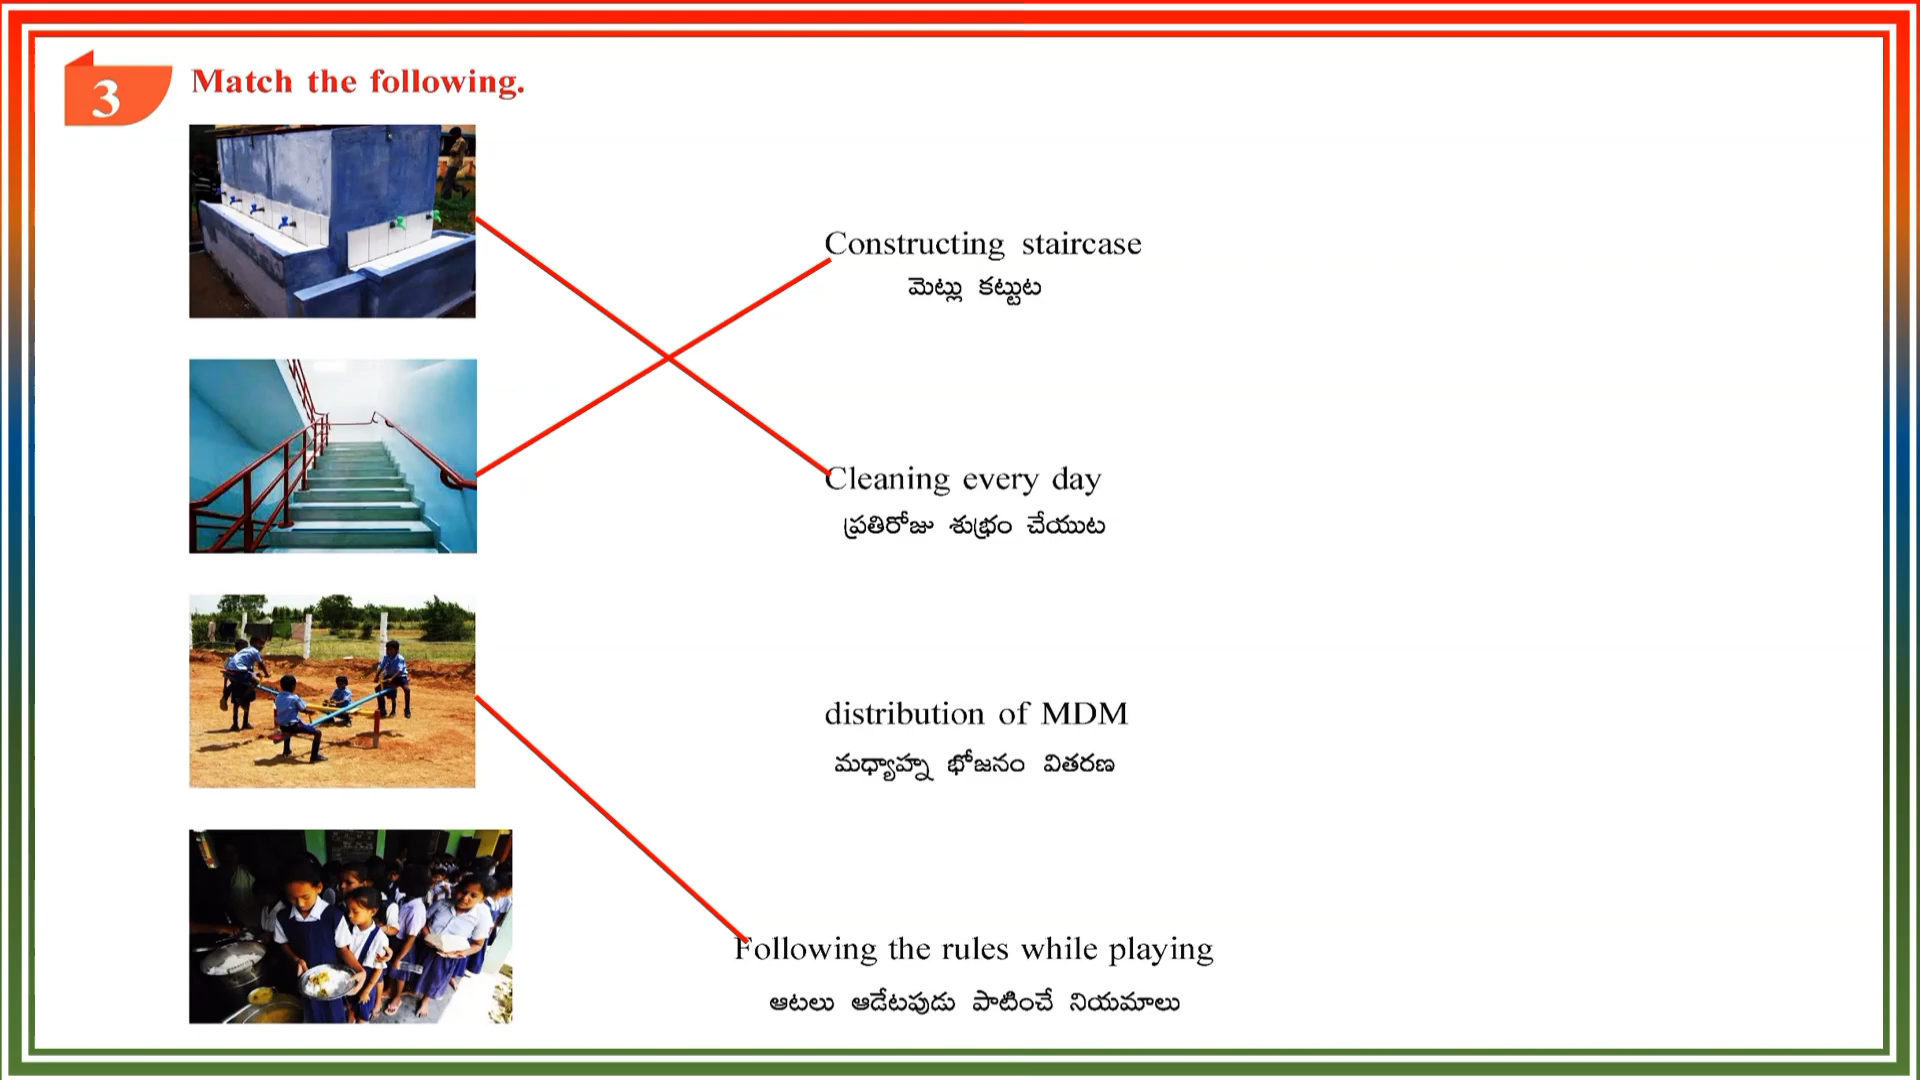 3
Match the following.
Constructing staircase
మెట్లు కట్టుట
Cleaning every day
ప్రతిరోజు శుభ్రం చేయుట
distribution of MDM
మధ్యాహ్న భోజనం వితరణ
Following the rules while playing
ఆటలు ఆడేటపుడు పాటించే నియమాలు